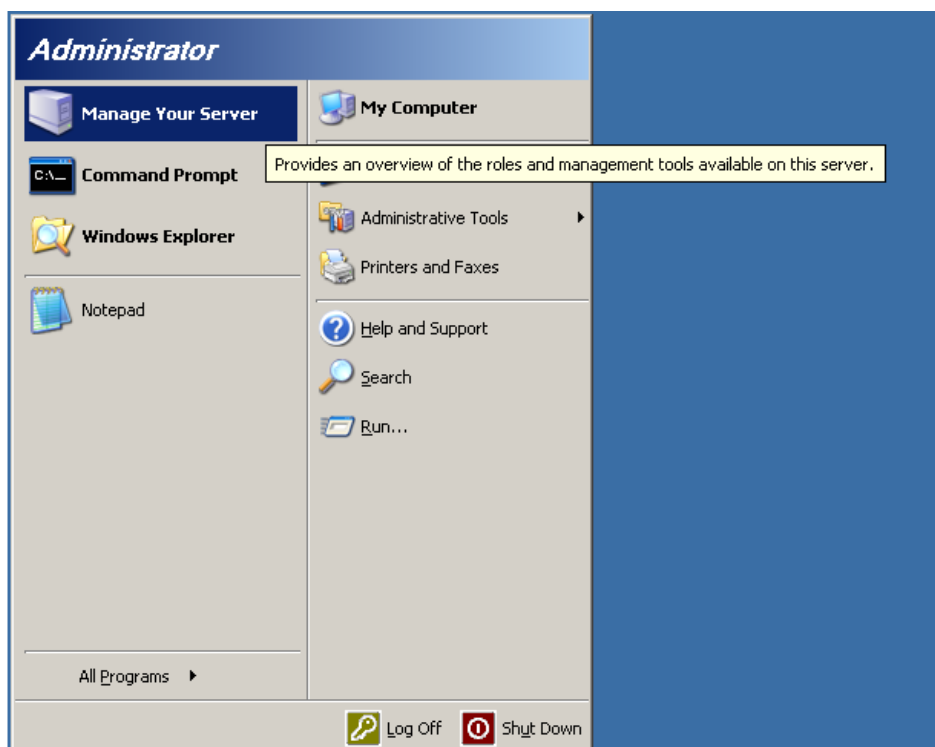 Administrator
Manage Your Server
My Computer
Provides an overview of the roles and management tools available on this server.
C:\_
Command Prompt
Administrative Tools
Windows Explorer
Printers and Faxes
Notepad
Help and Support
Search
Run...
All Programs
Log Off
Shut Down